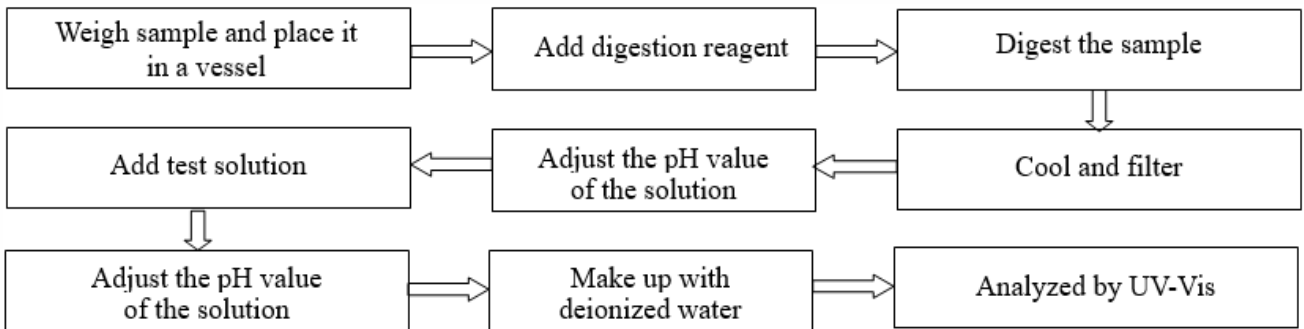 Weigh sample and place it
in a vessel
Add digestion reagent
Digest the sample
Cool and filter
Adjust the pH value
of the solution
Add test solution
Adjust the pH value
of the solution
Make up with
deionized water
Analyzed by UV-Vis